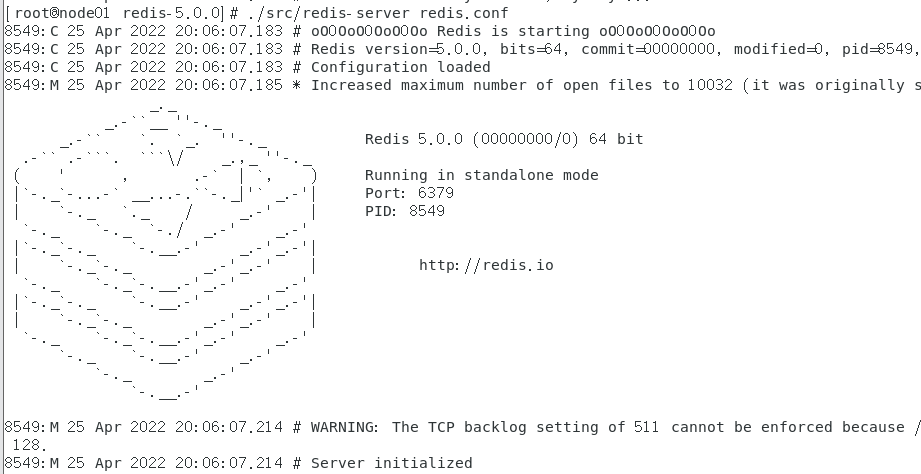 [root@node01 redis-5.0.0]# ./src/redis-server redis.conf
8549:C 25 Apr 2022 20:06:07.183 # oO0OoO0OoO0Oo Redis is starting oO0OoO0OoO0Oo
8549:C 25 Apr 2022 20:06:07.183 # Redis version=5.0.0, bits=64, commit=00000000, modified=0, pid=8549,
8549:C 25 Apr 2022 20:06:07.183 # Configuration loaded
8549:M 25 Apr 2022 20:06:07.185 * Increased maximum number of open files to 10032 (it was originally s
Redis 5.0.0 (00000000/0) 64 bit
Running in standalone mode
Port: 6379
PID: 8549
http://redis.io
8549:M 25 Apr 2022 20:06:07.214 # WARNING: The TCP backlog setting of 511 cannot be enforced because /
128.
8549:M 25 Apr 2022 20:06:07.214 # Server initialized